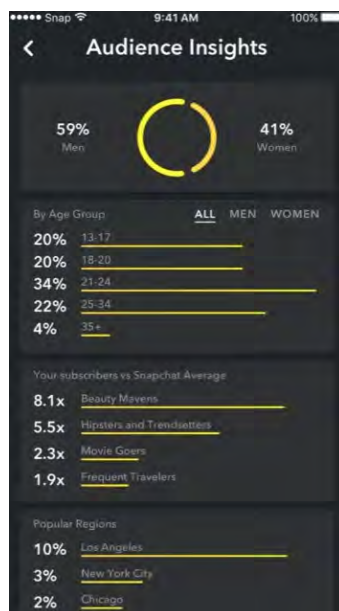 Snap 9:41 AM 100%
Audience Insights
59% 41%
Men Women
By Age Group ALL MEN WOMEN
20% 13-17
20% 18-20
34% 21-24
22% 25-34
4% 35+
Your subscribers vs Snapchat Average
8.1x Beauty Mavens
5.5x Hipsters and Trendsetters
2.3x Movie Goers
1.9x Frequent Travelers
Popular Regions
10% Los Angeles
3% New York City
2% Chicago